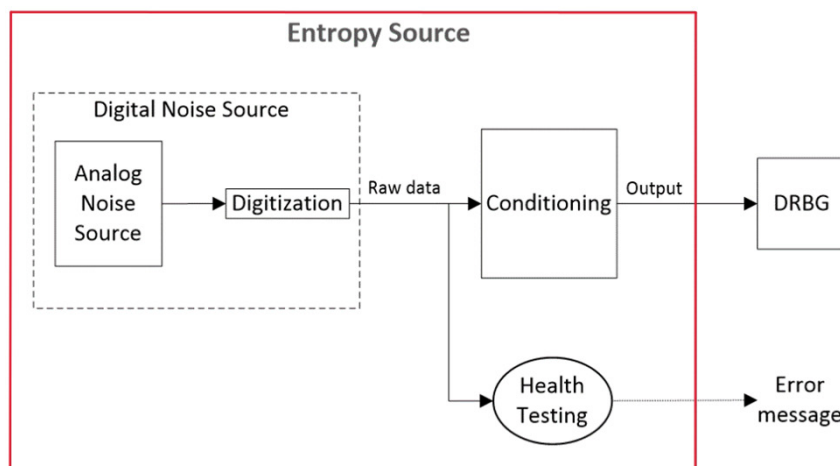 Entropy Source
Digital Noise Source
Analog
Noise
Source
Digitization
Raw data
Conditioning
Output
DRBG
Health
Testing
Error
message